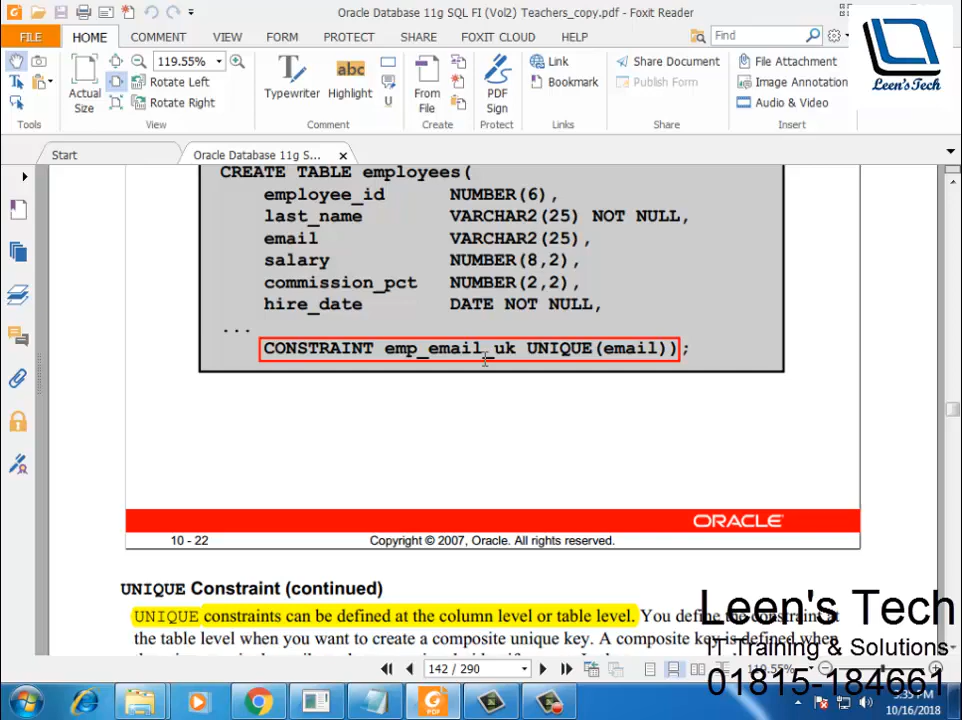 Oracle Database 11g SQL FI (Vol2) Teachers_copy.pdf - Foxit Reader
FILE HOME COMMENT VIEW FORM PROTECT SHARE FOXIT CLOUD HELP Find
Actual Size
119.55%
Rotate Left
Rotate Right
Typewriter Highlight
From File
PDF Sign
Link
Bookmark
Share Document
Publish Form
File Attachment
Image Annotation
Audio & Video
Tools View Comment Create Protect Links Share Insert
Leen'sTech
Start Oracle Database 11g S...
CREATE TABLE employees(
employee_id NUMBER(6),
last_name VARCHAR2(25) NOT NULL,
email VARCHAR2(25),
salary NUMBER(8,2),
commission_pct NUMBER(2,2),
hire_date DATE NOT NULL,
...
CONSTRAINT emp_email_uk UNIQUE(email));
ORACLE
10 - 22 Copyright © 2007, Oracle. All rights reserved.
UNIQUE Constraint (continued)
UNIQUE constraints can be defined at the column level or table level. You define the constraint at
the table level when you want to create a composite unique key. A composite key is defined when
Leen's Tech
IT Training & Solutions
01815-184661
142 / 290
10/16/2018